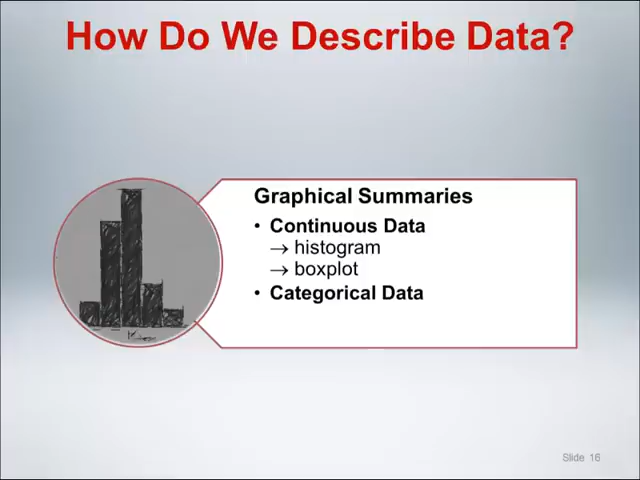 How Do We Describe Data?
Graphical Summaries
• Continuous Data
→ histogram
→ boxplot
• Categorical Data
Slide 16